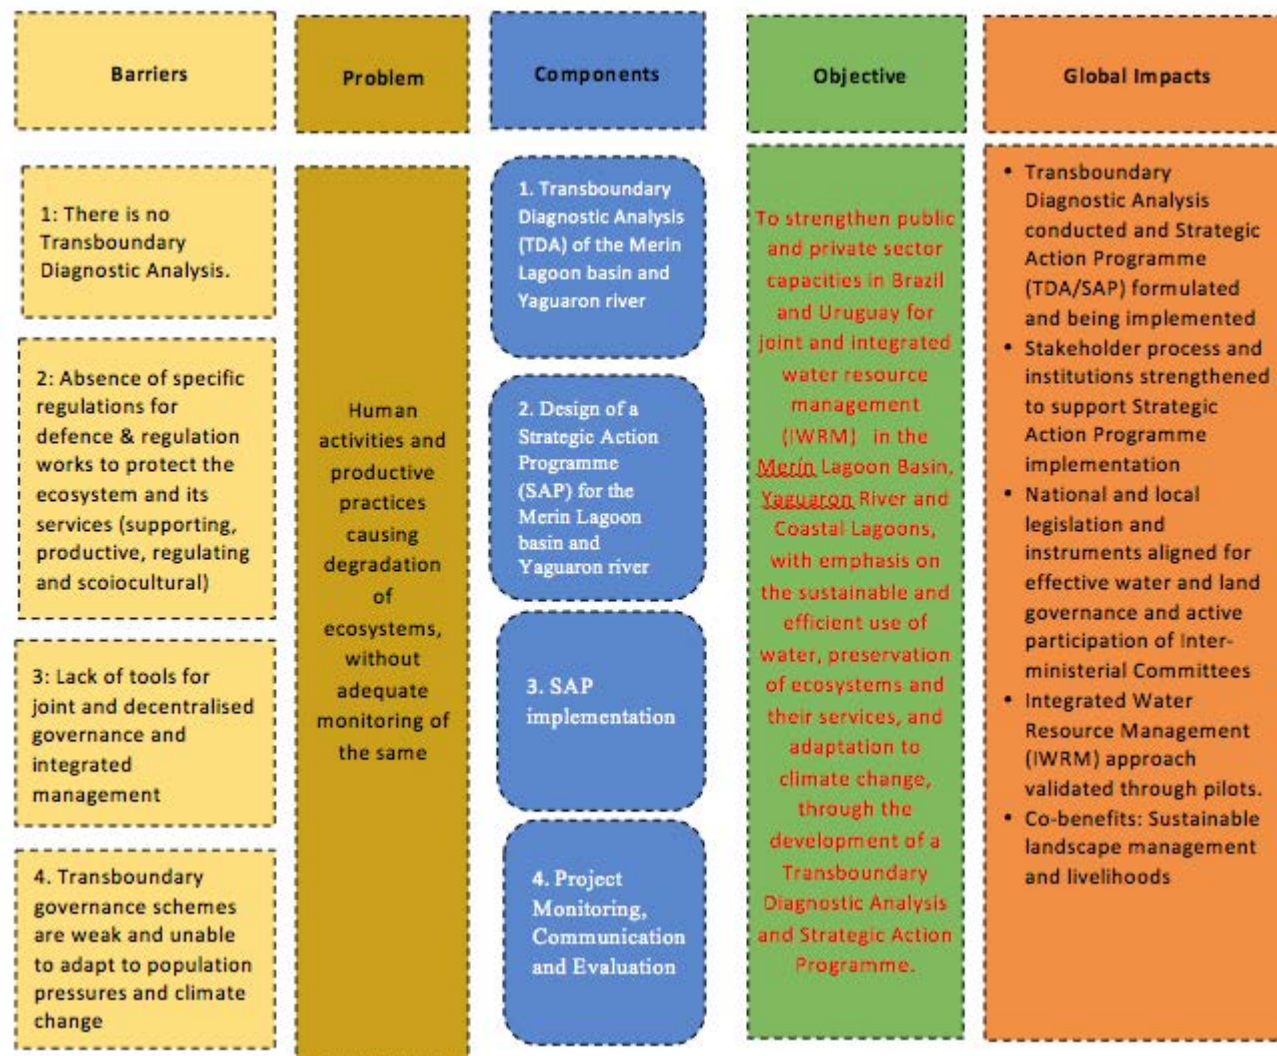 Barriers
Problem
Components
Objective
Global Impacts
1: There is no
Transboundary
Diagnostic Analysis.
2: Absence of specific
regulations for
defence & regulation
works to protect the
ecosystem and its
services (supporting,
productive, regulating
and scoiocultural)
3: Lack of tools for
joint and decentralised
governance and
integrated
management
4. Transboundary
governance schemes
are weak and unable
to adapt to population
pressures and climate
change
Human
activities and
productive
practices
causing
degradation
of
ecosystems,
without
adequate
monitoring of
the same
1. Transboundary
Diagnostic Analysis
(TDA) of the Merin
Lagoon basin and
Yaguaron river
2. Design of a
Strategic Action
Programme
(SAP) for the
Merin Lagoon
basin and
Yaguaron river
3. SAP
implementation
4. Project
Monitoring,
Communication
and Evaluation
To strengthen public
and private sector
capacities in Brazil
and Uruguay for
joint and integrated
water resource
management
(IWRM) in the
Merín Lagoon Basin,
Yaguaron River and
Coastal Lagoons,
with emphasis on
the sustainable and
efficient use of
water, preservation
of ecosystems and
their services, and
adaptation to
climate change,
through the
development of a
Transboundary
Diagnostic Analysis
and Strategic Action
Programme.
• Transboundary
Diagnostic Analysis
conducted and Strategic
Action Programme
(TDA/SAP) formulated
and being implemented
• Stakeholder process and
institutions strengthened
to support Strategic
Action Programme
implementation
• National and local
legislation and
instruments aligned for
effective water and land
governance and active
participation of Inter-
ministerial Committees
• Integrated Water
Resource Management
(IWRM) approach
validated through pilots.
• Co-benefits: Sustainable
landscape management
and livelihoods